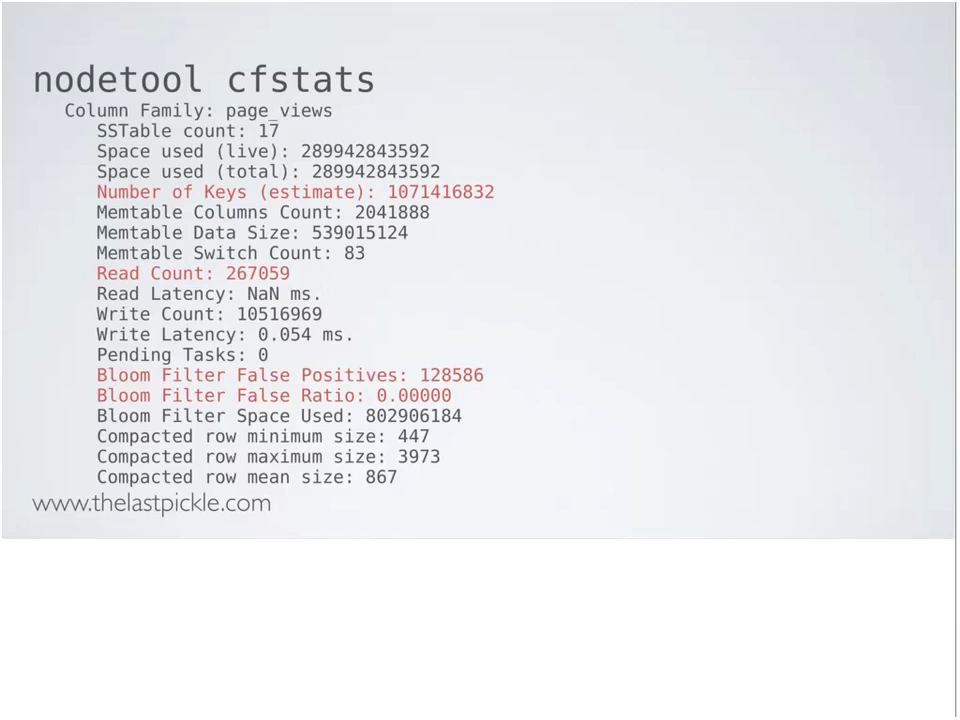 nodetool cfstats
Column Family: page_views
SSTable count: 17
Space used (live): 289942843592
Space used (total): 289942843592
Number of Keys (estimate): 1071416832
Memtable Columns Count: 2041888
Memtable Data Size: 539015124
Memtable Switch Count: 83
Read Count: 267059
Read Latency: NaN ms.
Write Count: 10516969
Write Latency: 0.054 ms.
Pending Tasks: 0
Bloom Filter False Positives: 128586
Bloom Filter False Ratio: 0.00000
Bloom Filter Space Used: 802906184
Compacted row minimum size: 447
Compacted row maximum size: 3973
Compacted row mean size: 867
www.thelastpickle.com